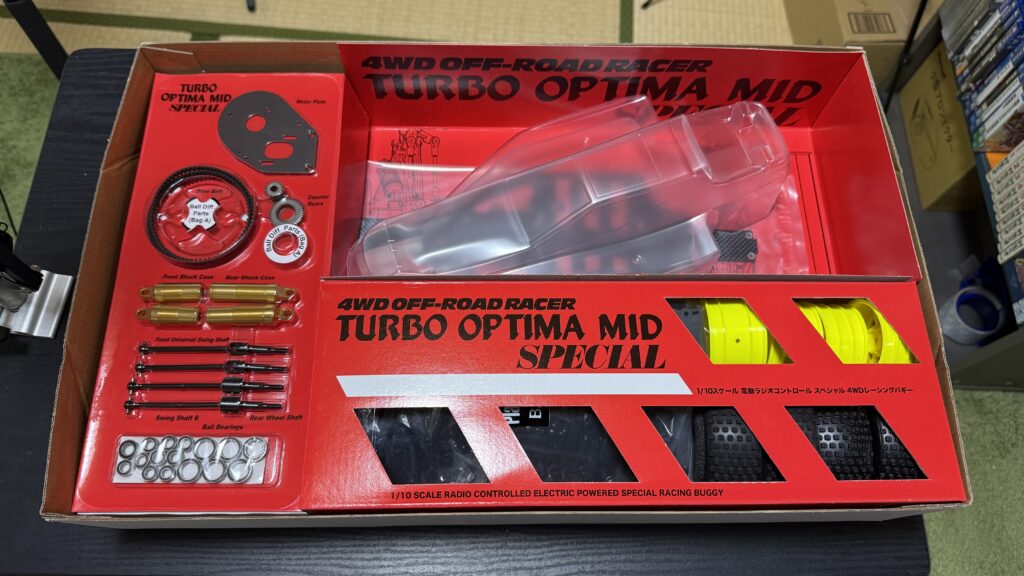 TURBO
OPTIMA MID
SPECIAL
Motor Plate
Drive Belt
Ball Diff
Parts
(Bag A)
Counter
Gears
Ball Diff. Parts (Bag A)
Front Shock Case
Rear Shock Case
Front Universal Swing Shaft
Swing Shaft B
Rear Wheel Shaft
Ball Bearings
4WD OFF-ROAD RACER
TURBO OPTIMA MID
SPECIAL
4WD OFF-ROAD RACER
TURBO OPTIMA MID
SPECIAL
1/10スケール 電動ラジオコントロール スペシャル 4WDレーシングバギー
1/10 SCALE RADIO CONTROLLED ELECTRIC POWERED SPECIAL RACING BUGGY